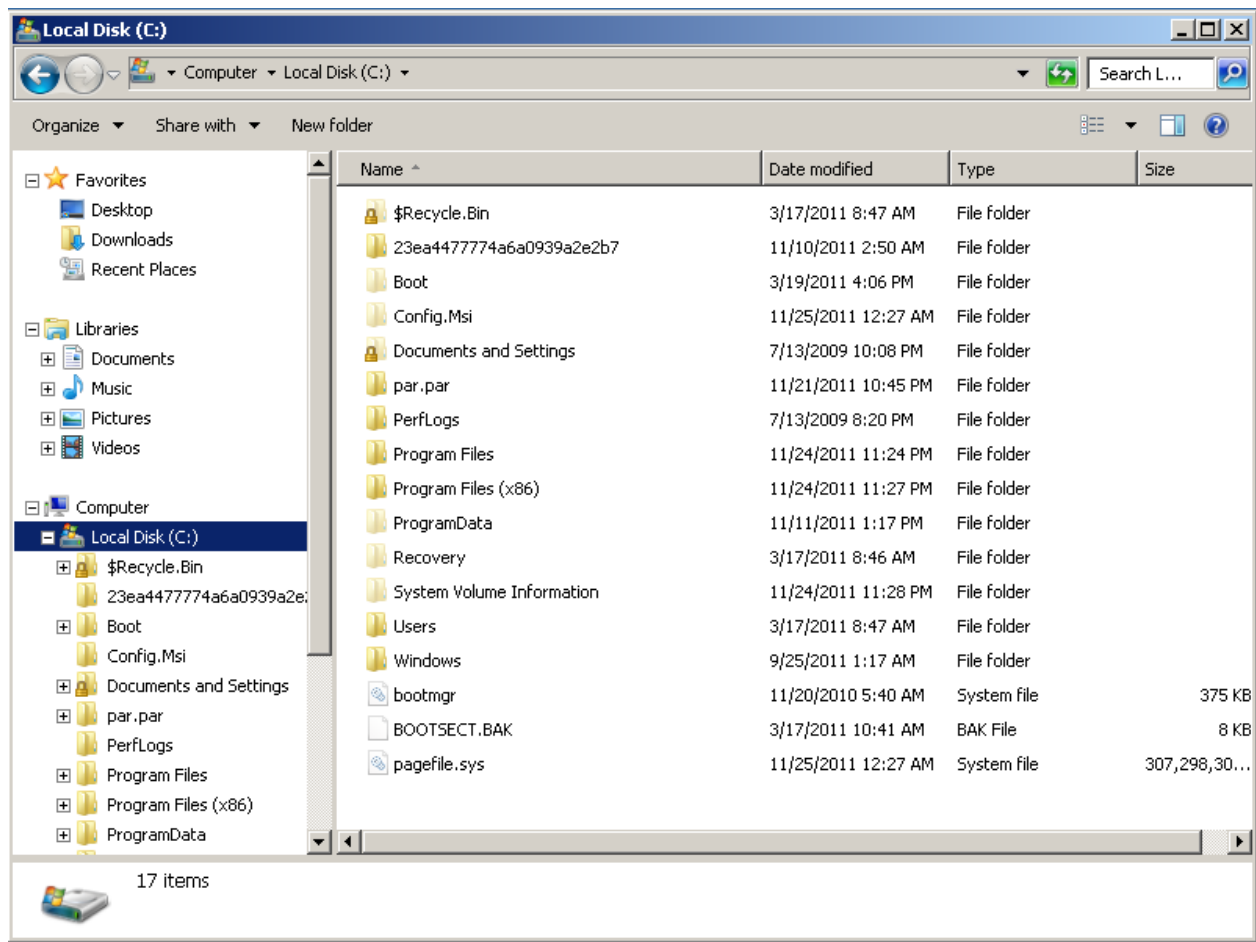 Local Disk (C:)
Computer Local Disk (C:) Search L...
Organize Share with New folder
Favorites
Desktop
Downloads
Recent Places
Libraries
Documents
Music
Pictures
Videos
Computer
Local Disk (C:)
$Recycle.Bin
23ea4477774a6a0939a2e
Boot
Config.Msi
Documents and Settings
par.par
PerfLogs
Program Files
Program Files (x86)
ProgramData
Name Date modified Type Size
$Recycle.Bin 3/17/2011 8:47 AM File folder
23ea4477774a6a0939a2e2b7 11/10/2011 2:50 AM File folder
Boot 3/19/2011 4:06 PM File folder
Config.Msi 11/25/2011 12:27 AM File folder
Documents and Settings 7/13/2009 10:08 PM File folder
par.par 11/21/2011 10:45 PM File folder
PerfLogs 7/13/2009 8:20 PM File folder
Program Files 11/24/2011 11:24 PM File folder
Program Files (x86) 11/24/2011 11:27 PM File folder
ProgramData 11/11/2011 1:17 PM File folder
Recovery 3/17/2011 8:46 AM File folder
System Volume Information 11/24/2011 11:28 PM File folder
Users 3/17/2011 8:47 AM File folder
Windows 9/25/2011 1:17 AM File folder
bootmgr 11/20/2010 5:40 AM System file 375 KB
BOOTSECT.BAK 3/17/2011 10:41 AM BAK File 8 KB
pagefile.sys 11/25/2011 12:27 AM System file 307,298,30...
17 items